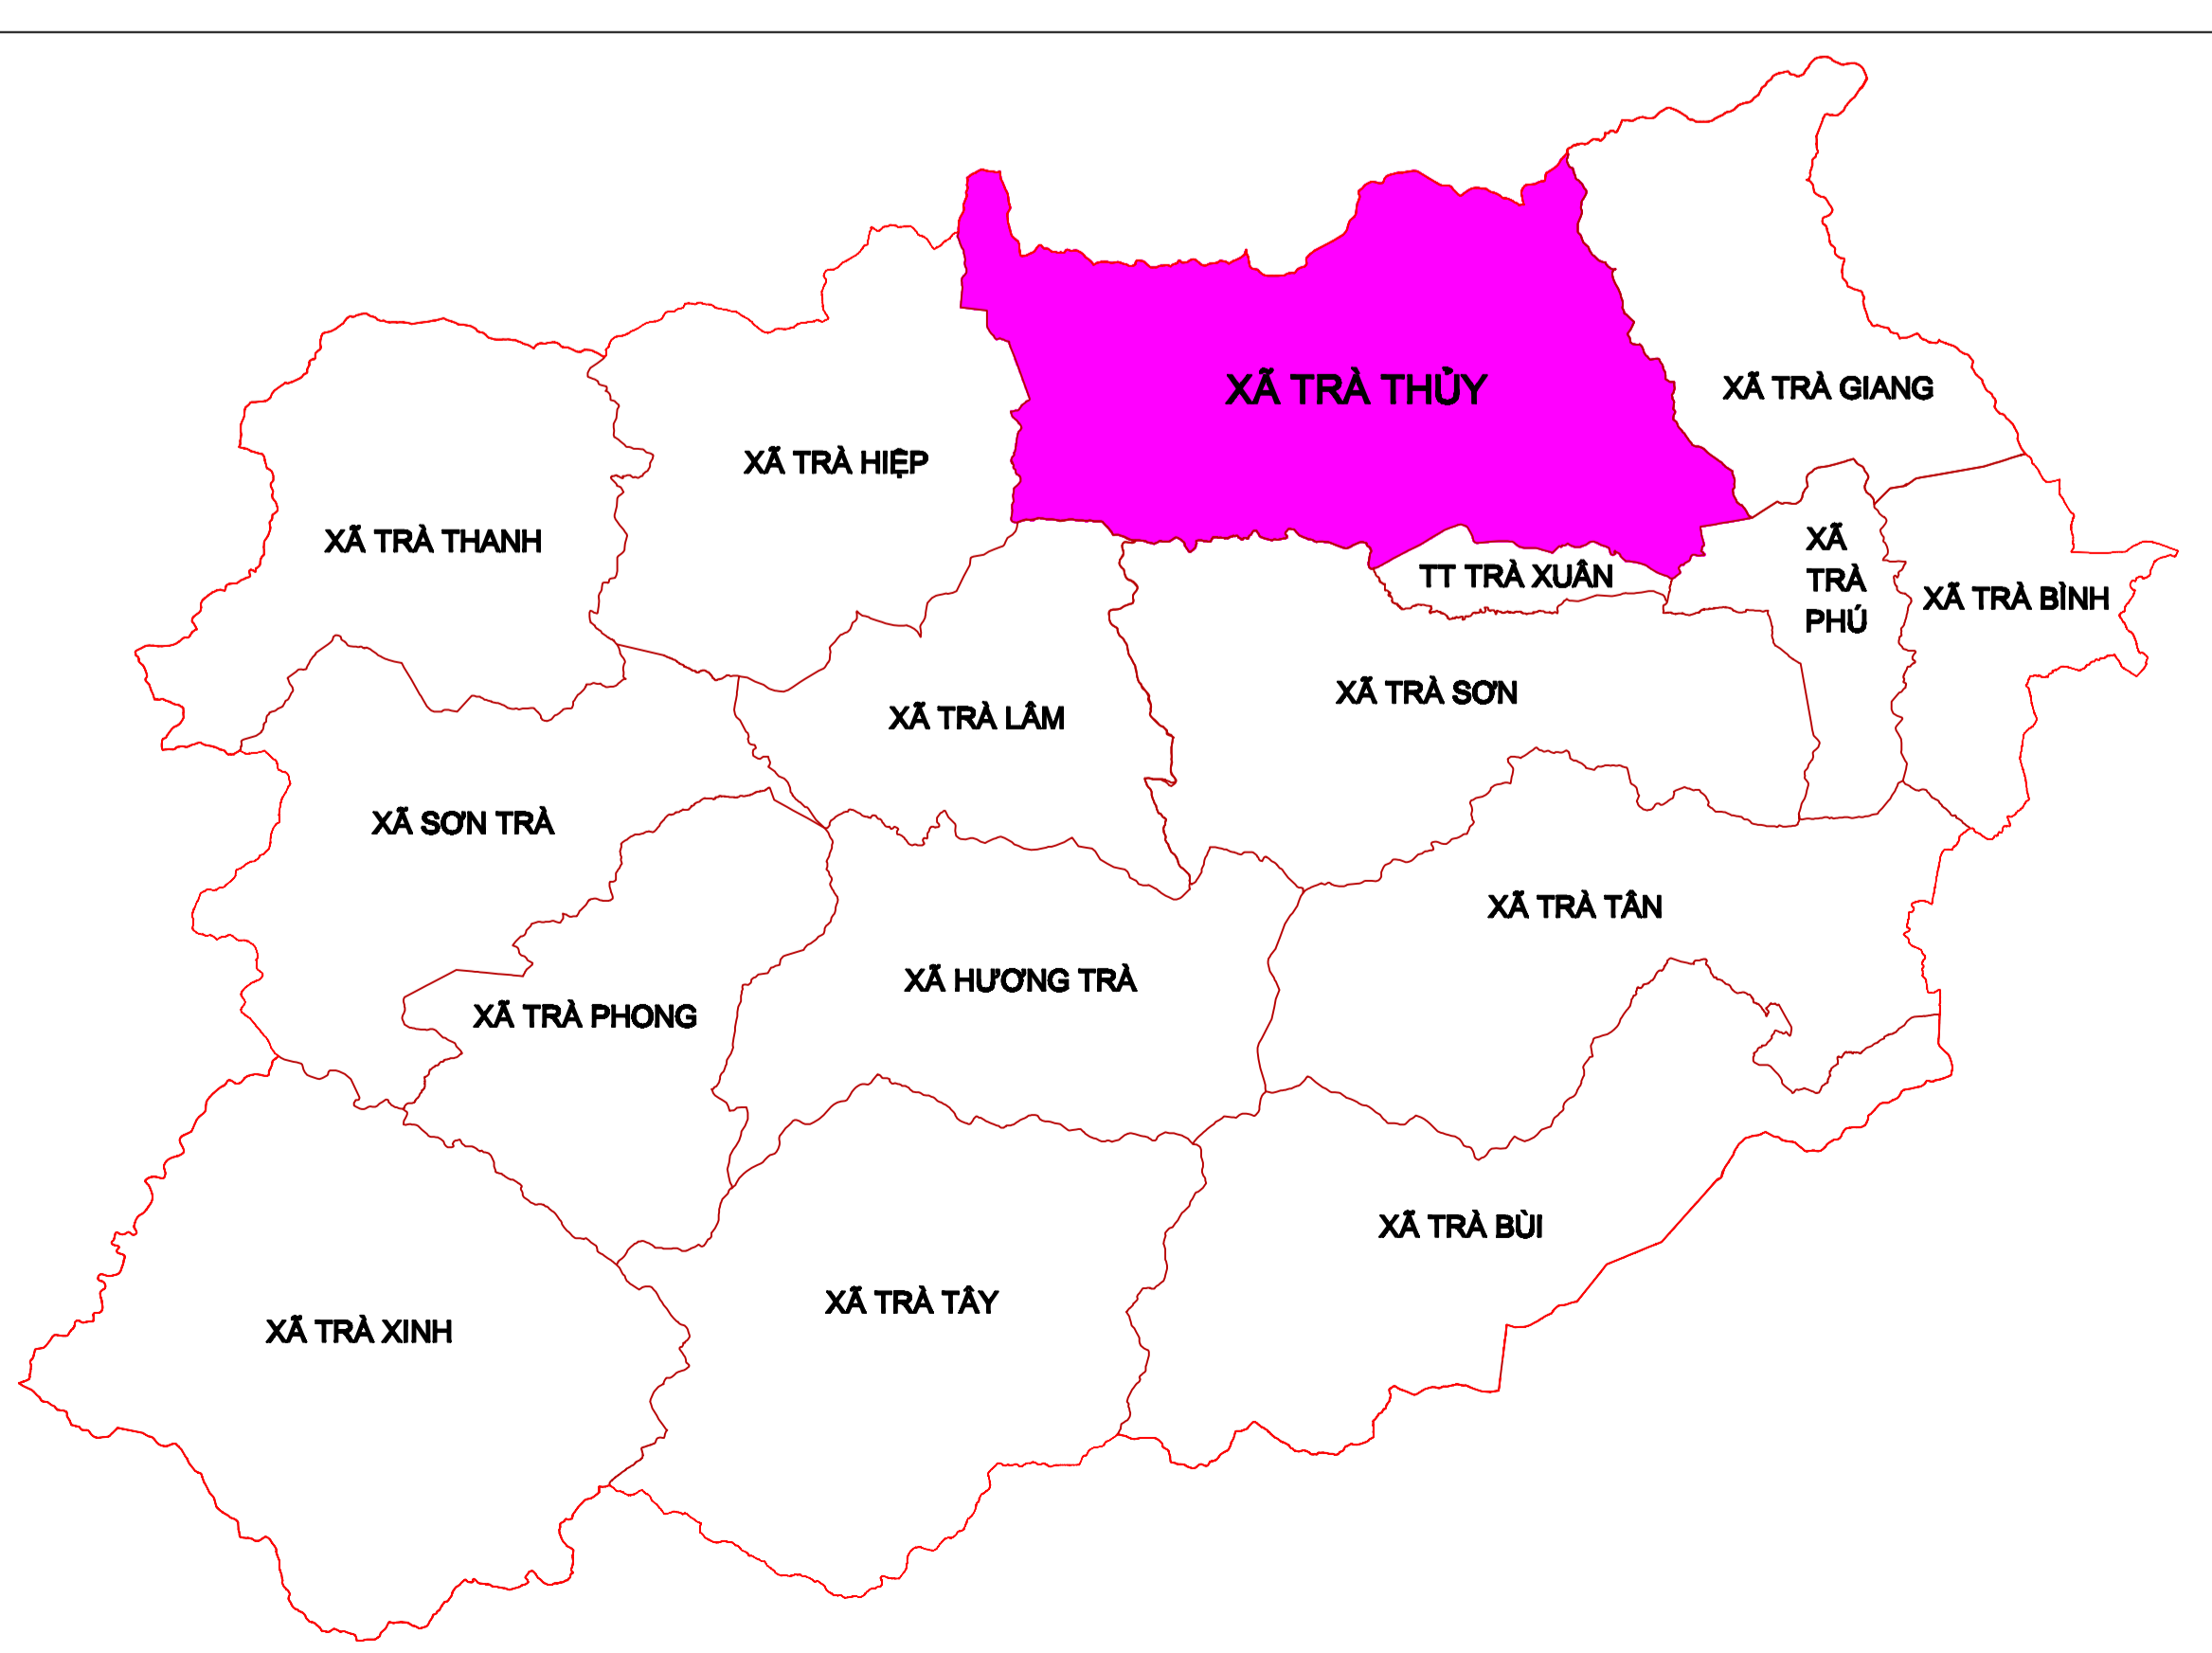 XÃ TRÀ THỦY
XÃ TRÀ GIANG
XÃ TRÀ HIỆP
XÃ TRÀ THANH
XÃ
TRÀ
PHÚ
TT TRÀ XUÂN
XÃ TRÀ BÌNH
XÃ TRÀ SƠN
XÃ TRÀ LÂM
XÃ SƠN TRÀ
XÃ TRÀ TÂN
XÃ HƯƠNG TRÀ
XÃ TRÀ PHONG
XÃ TRÀ BÙI
XÃ TRÀ TÂY
XÃ TRÀ XINH